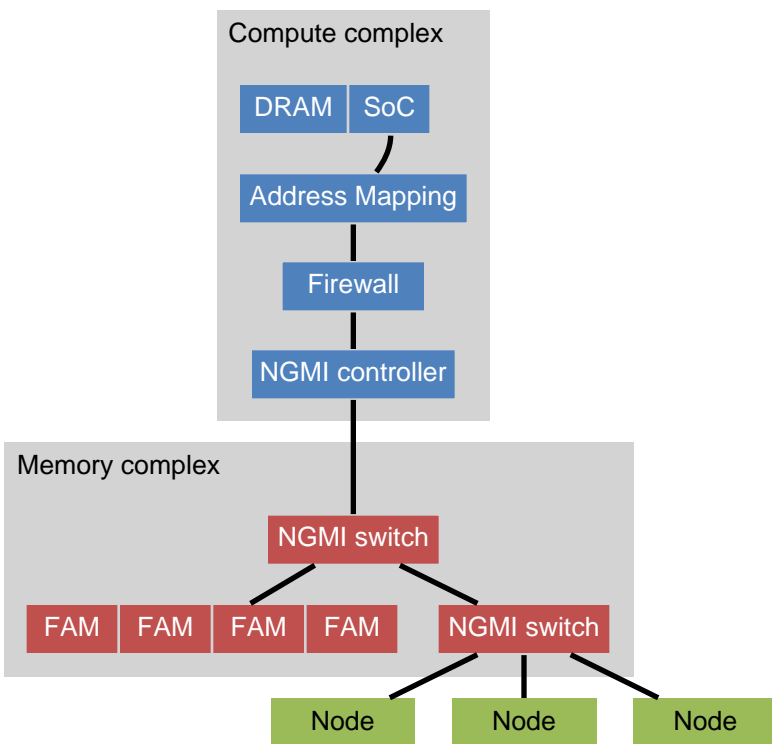 Compute complex
DRAM SoC
Address Mapping
Firewall
NGMI controller
Memory complex
NGMI switch
FAM FAM FAM FAM NGMI switch
Node Node Node